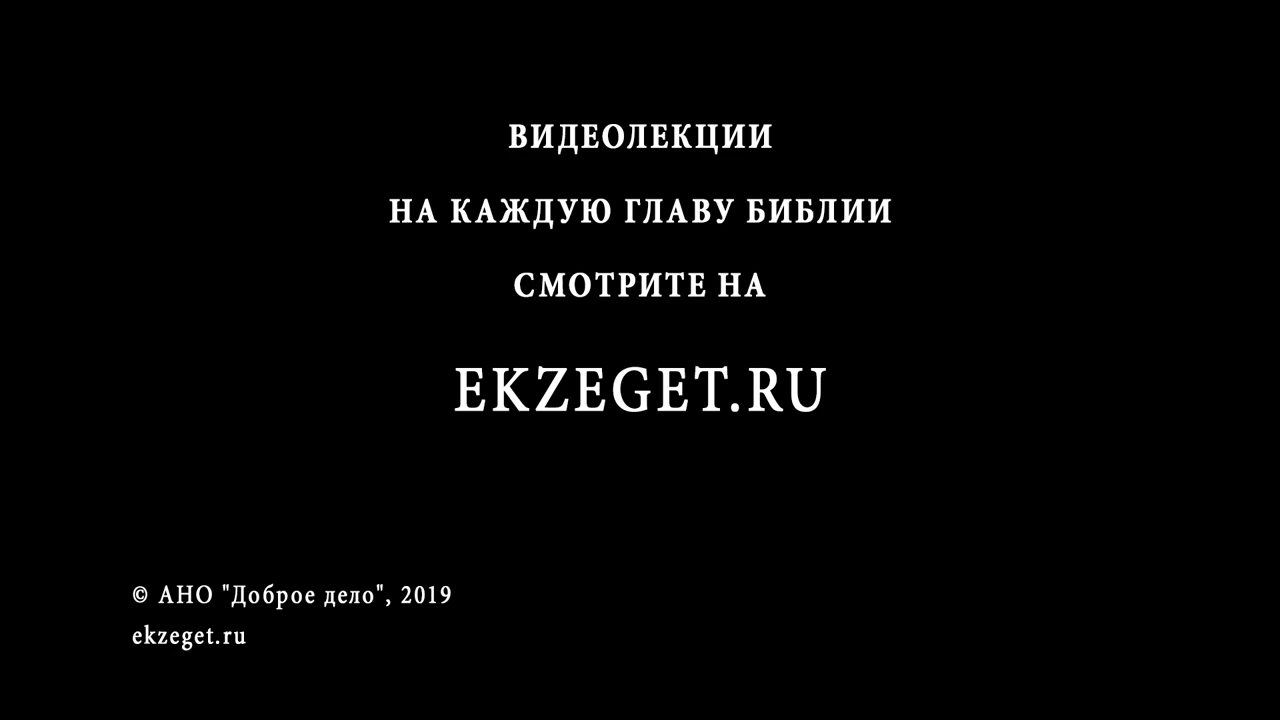 ВИДЕОЛЕКЦИИ
НА КАЖДУЮ ГЛАВУ БИБЛИИ
СМОТРИТЕ НА
EKZEGET.RU
© АНО "Доброе дело", 2019
ekzeget.ru